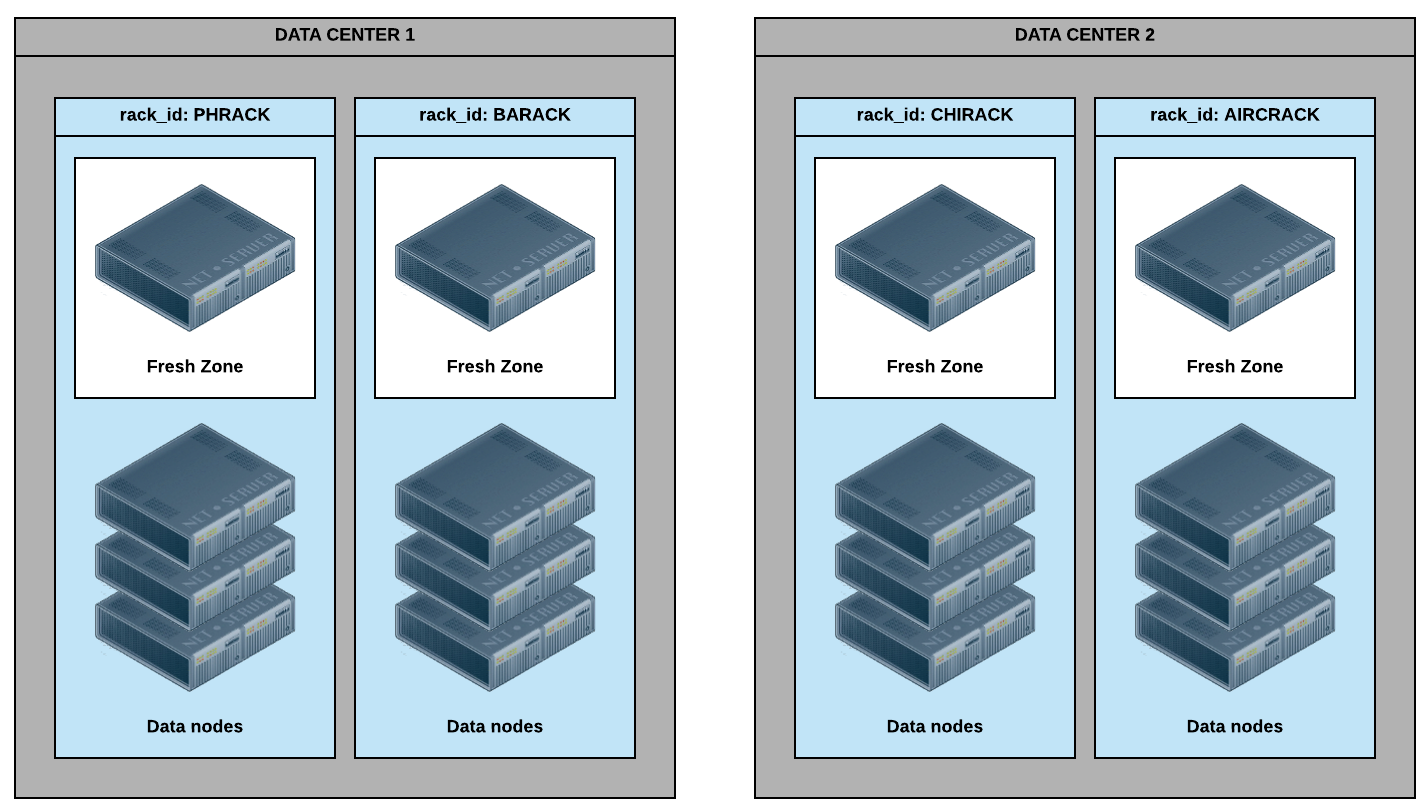 DATA CENTER 1
rack_id: PHRACK
NET • SERVER
Fresh Zone
NET • SERVER
NET • SERVER
NET • SERVER
Data nodes
rack_id: BARACK
NET • SERVER
Fresh Zone
NET • SERVER
NET • SERVER
NET • SERVER
Data nodes
DATA CENTER 2
rack_id: CHIRACK
NET • SERVER
Fresh Zone
NET • SERVER
NET • SERVER
NET • SERVER
Data nodes
rack_id: AIRCRACK
NET • SERVER
Fresh Zone
NET • SERVER
NET • SERVER
NET • SERVER
Data nodes